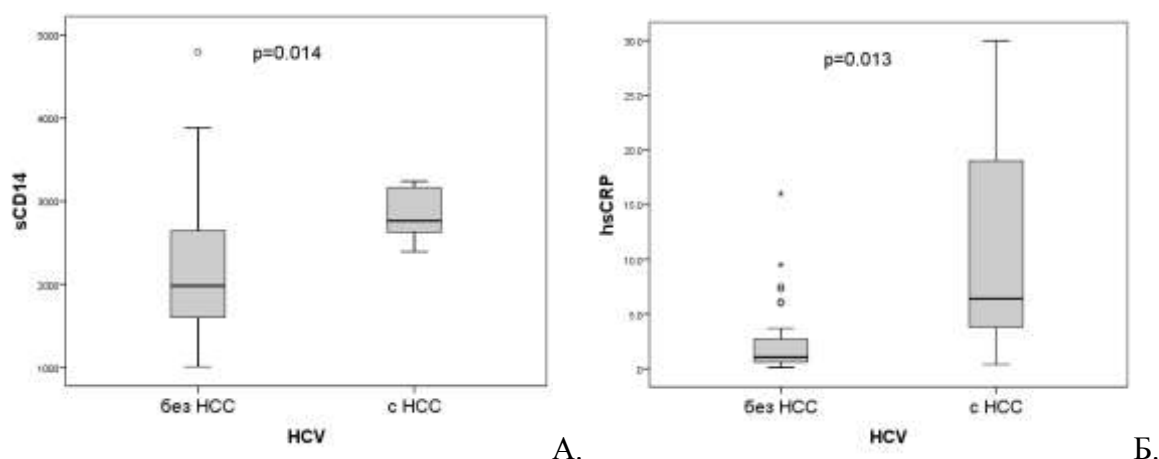 5000
4000
3000
2000
1000
sCD14
p=0.014
без HCC
с HCC
HCV
А.
30.0
25.0
20.0
15.0
10.0
5.0
.0
hsCRP
p=0.013
без HCC
с HCC
HCV
Б.